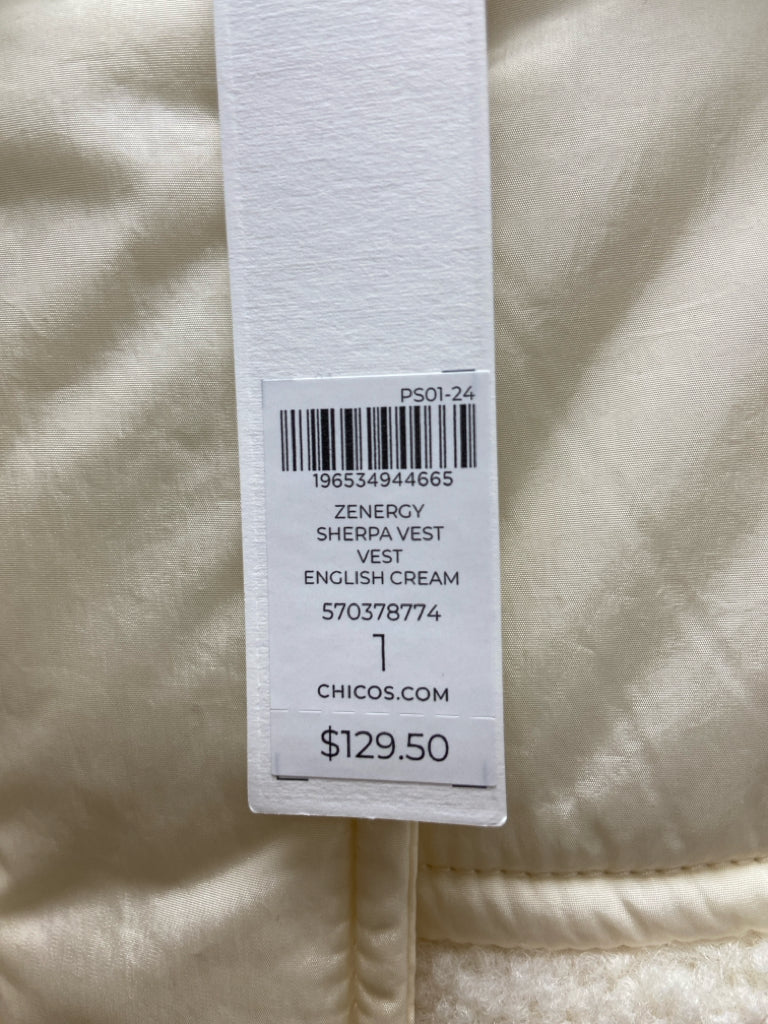 PS01-24
196534944665
ZENERGY
SHERPA VEST
VEST
ENGLISH CREAM
570378774
1
CHICOS.COM
$129.50